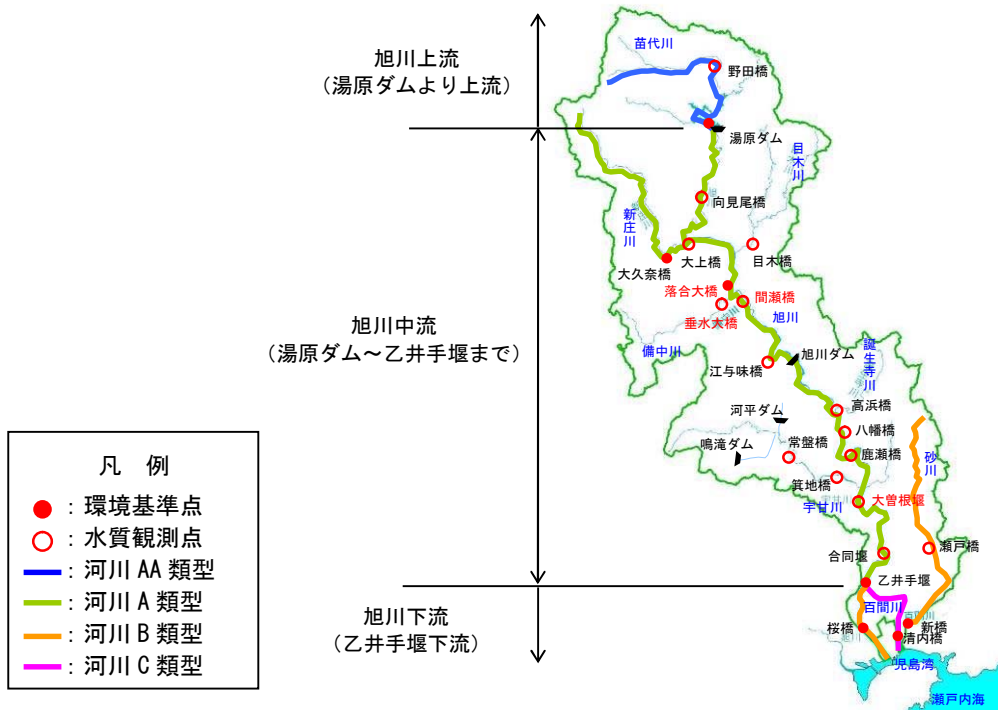 旭川上流
(湯原ダムより上流)
苗代川
野田橋
湯原ダム
目木川
向見尾橋
新庄川
大久奈橋
大上橋
目木橋
落合大橋
間瀬橋
垂水大橋
旭川
旭川中流
(湯原ダム～乙井手堰まで)
備中川
江与味橋
旭川ダム
誕生寺川
高浜橋
河平ダム
八幡橋
鳴滝ダム
常盤橋
鹿瀬橋
砂川
箕地橋
宇甘川
大曽根堰
宇甘川
合同堰
瀬戸橋
乙井手堰
旭川下流
(乙井手堰下流)
百間川
百間川
桜橋
新橋
清内橋
児島湾
瀬戸内海
凡 例
：環境基準点
：水質観測点
：河川 AA 類型
：河川 A 類型
：河川 B 類型
：河川 C 類型